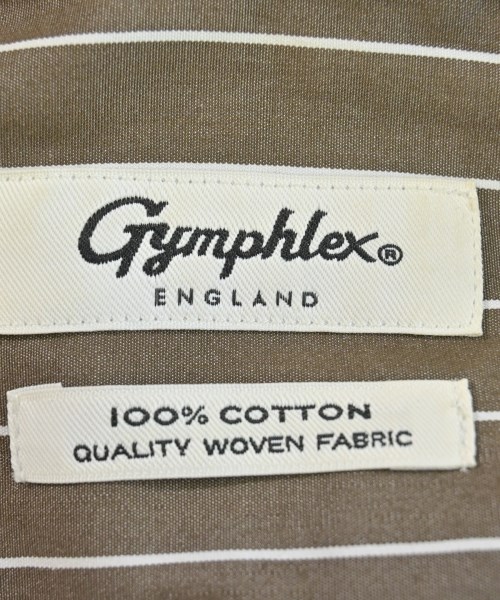 Gymphlex®
ENGLAND
100% COTTON
QUALITY WOVEN FABRIC